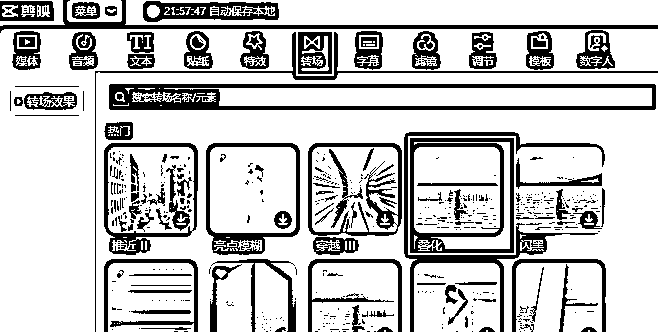 剪映 菜单 21:57:47 自动保存本地
媒体 音频 文本 贴纸 特效 转场 字幕 滤镜 调节 模板 数字人
转场效果
搜索转场名称/元素
热门
推近 II 亮点模糊 穿越 III 叠化 闪黑